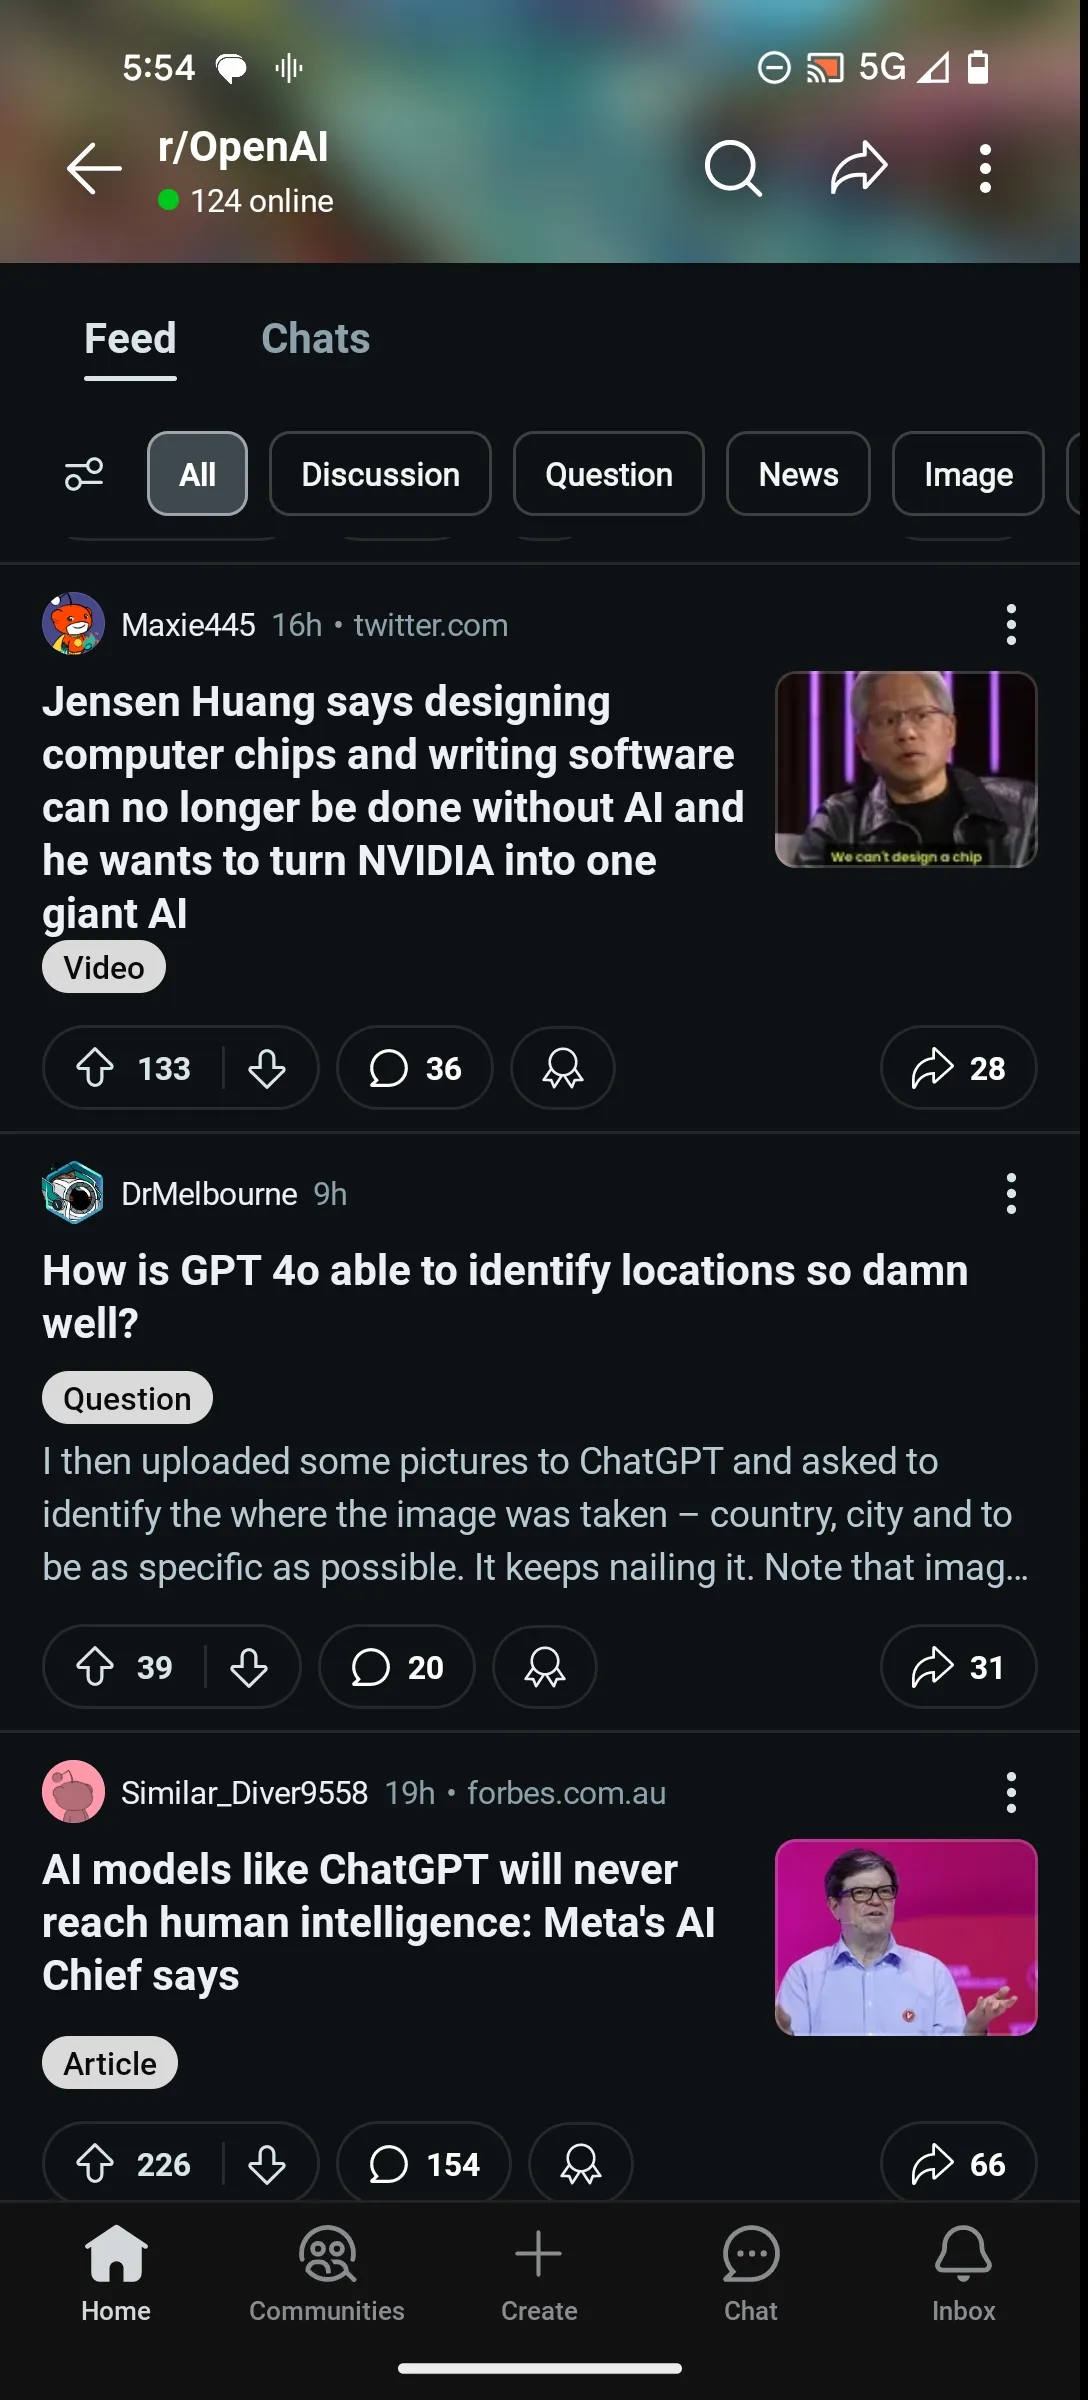 5:54
5G
r/OpenAI
124 online
Feed
Chats
All
Discussion
Question
News
Image
Maxie445 16h • twitter.com
Jensen Huang says designing
computer chips and writing software
can no longer be done without AI and
he wants to turn NVIDIA into one
giant AI
We can't design a chip
Video
133
36
28
DrMelbourne 9h
How is GPT 4o able to identify locations so damn
well?
Question
I then uploaded some pictures to ChatGPT and asked to
identify the where the image was taken – country, city and to
be as specific as possible. It keeps nailing it. Note that imag...
39
20
31
Similar_Diver9558 19h • forbes.com.au
AI models like ChatGPT will never
reach human intelligence: Meta's AI
Chief says
Article
226
154
66
Home
Communities
Create
Chat
Inbox